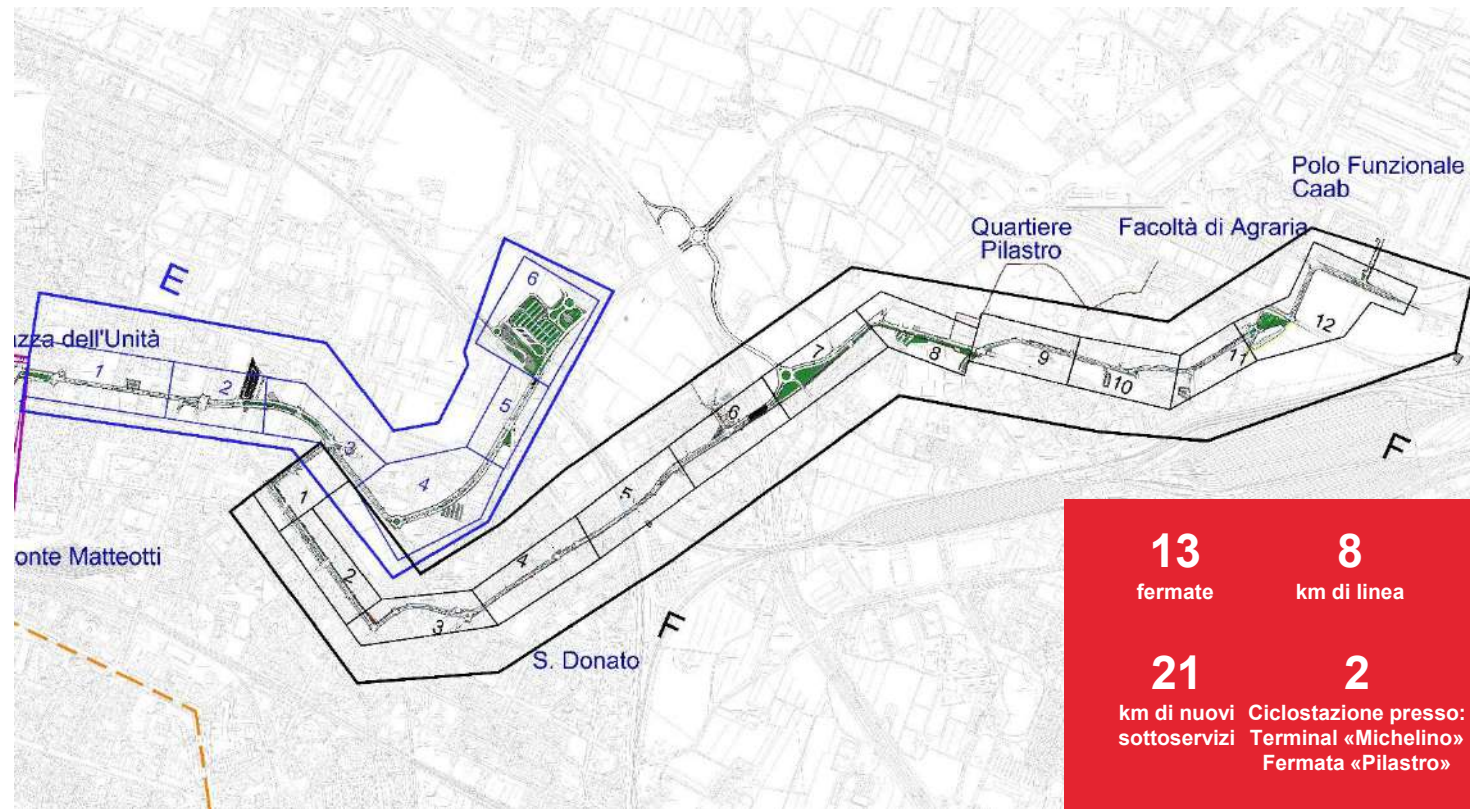 Polo Funzionale
Caab
Quartiere
Pilastro
Facoltà di Agraria
E
6
azza dell'Unità
1
2
3
4
5
7
8
9
10
11
12
6
5
F
1
2
3
4
onte Matteotti
F
S. Donato
13
fermate
8
km di linea
21
km di nuovi
sottoservizi
2
Ciclostazione presso:
Terminal «Michelino»
Fermata «Pilastro»